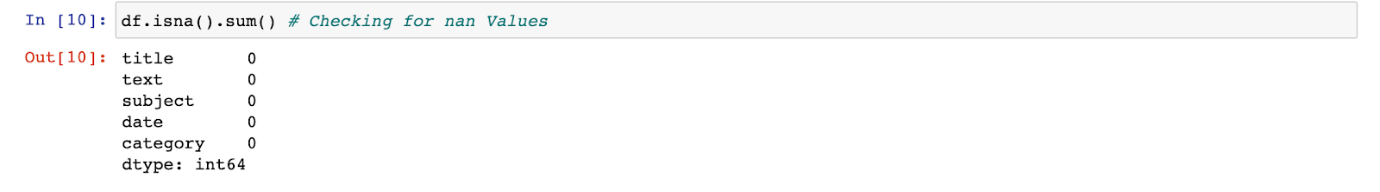 In [10]: df.isna().sum() # Checking for nan Values
Out[10]: title 0
text 0
subject 0
date 0
category 0
dtype: int64